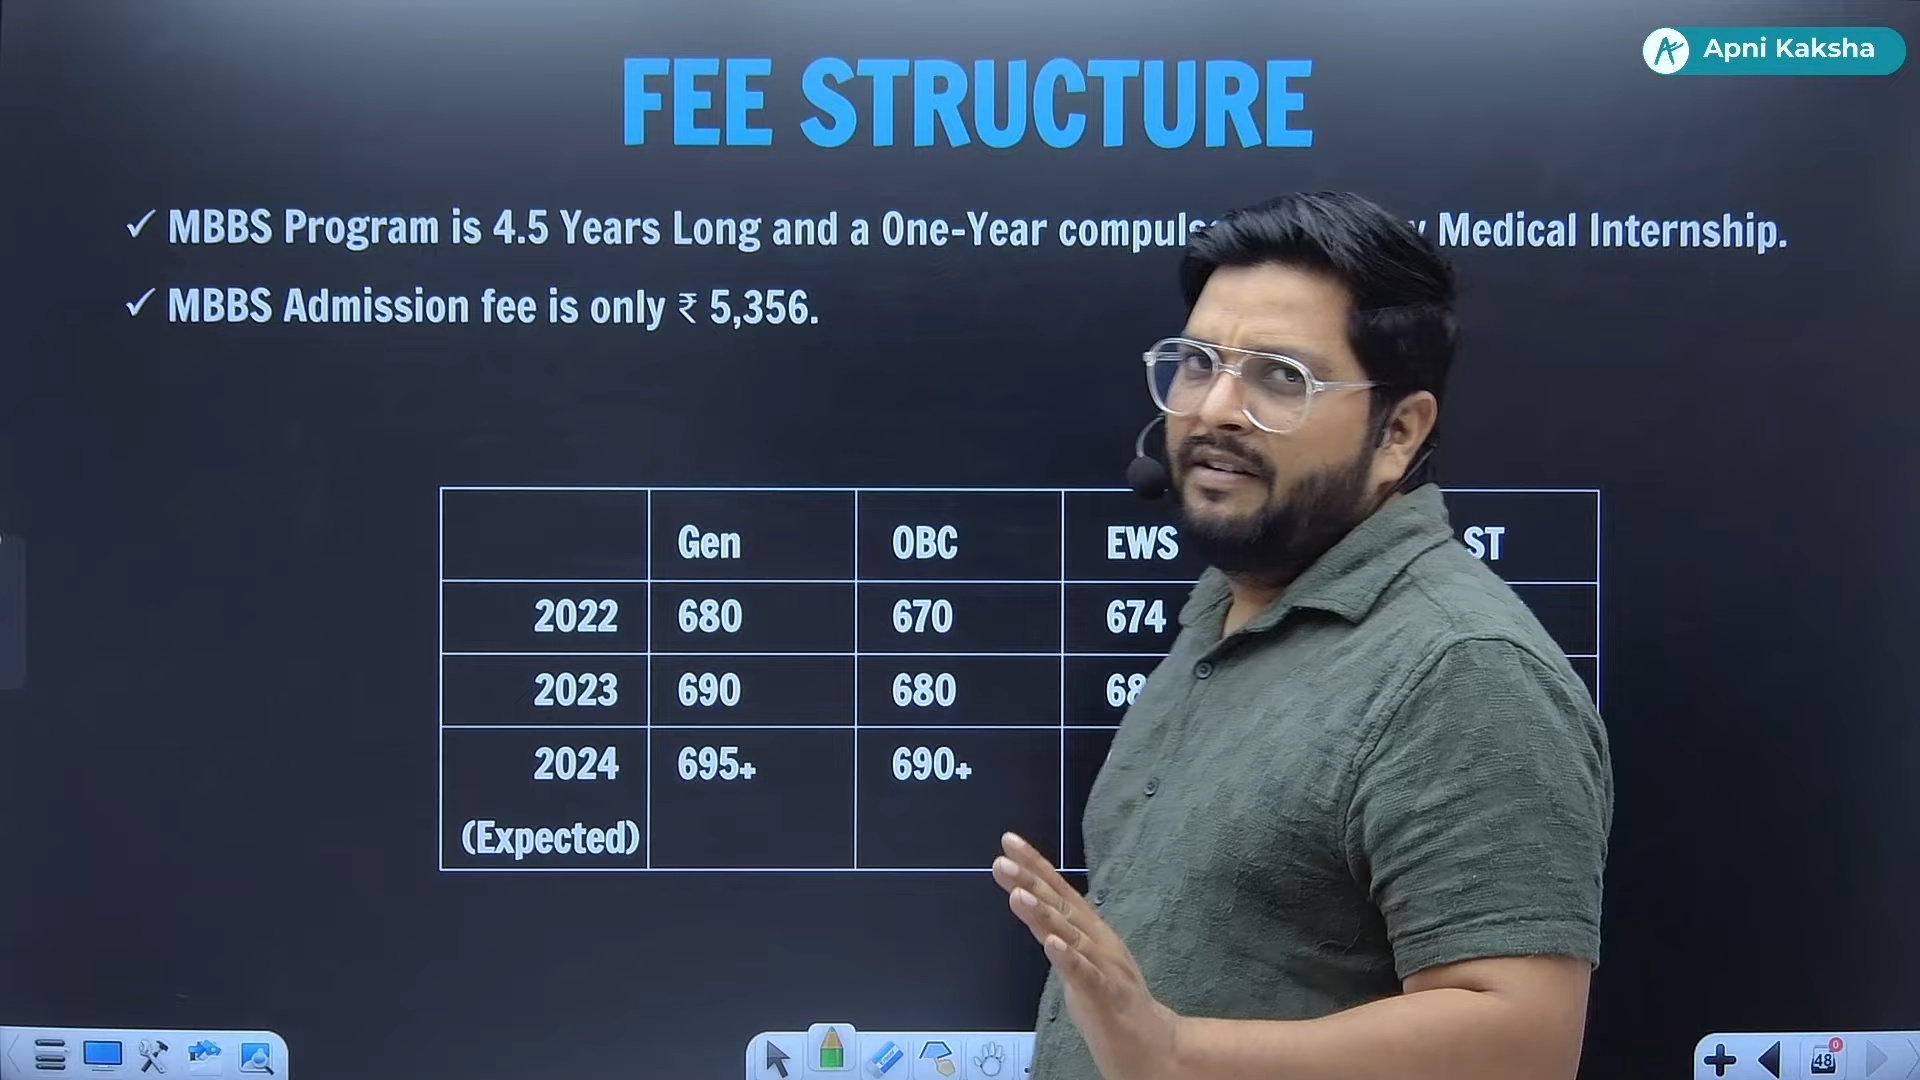 Apni Kaksha
FEE STRUCTURE
✓ MBBS Program is 4.5 Years Long and a One-Year Medical Internship.
✓ MBBS Admission fee is only ₹ 5,356.
Gen OBC EWS ST
2022 680 670 674
2023 690 680
2024 695+ 690+
(Expected)
48
0